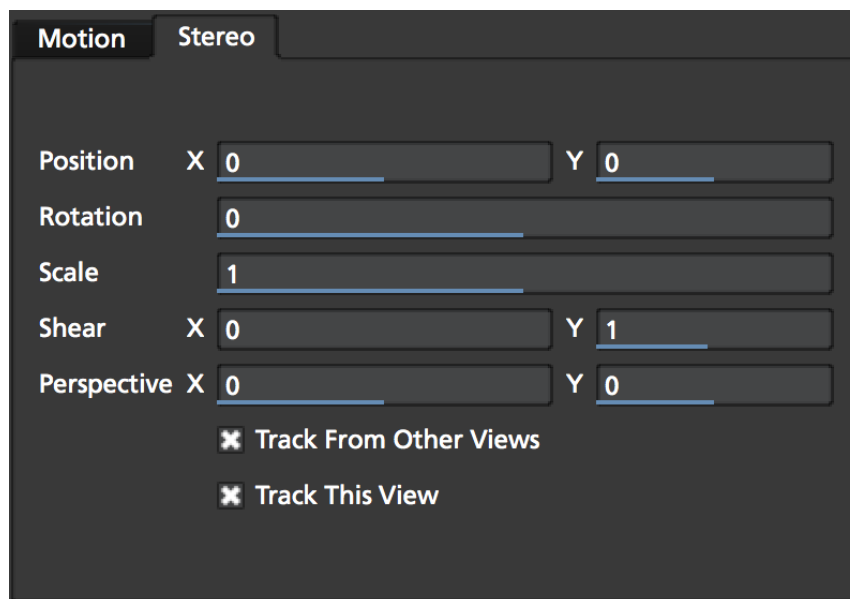 Motion Stereo
Position X 0 Y 0
Rotation 0
Scale 1
Shear X 0 Y 1
Perspective X 0 Y 0
Track From Other Views
Track This View